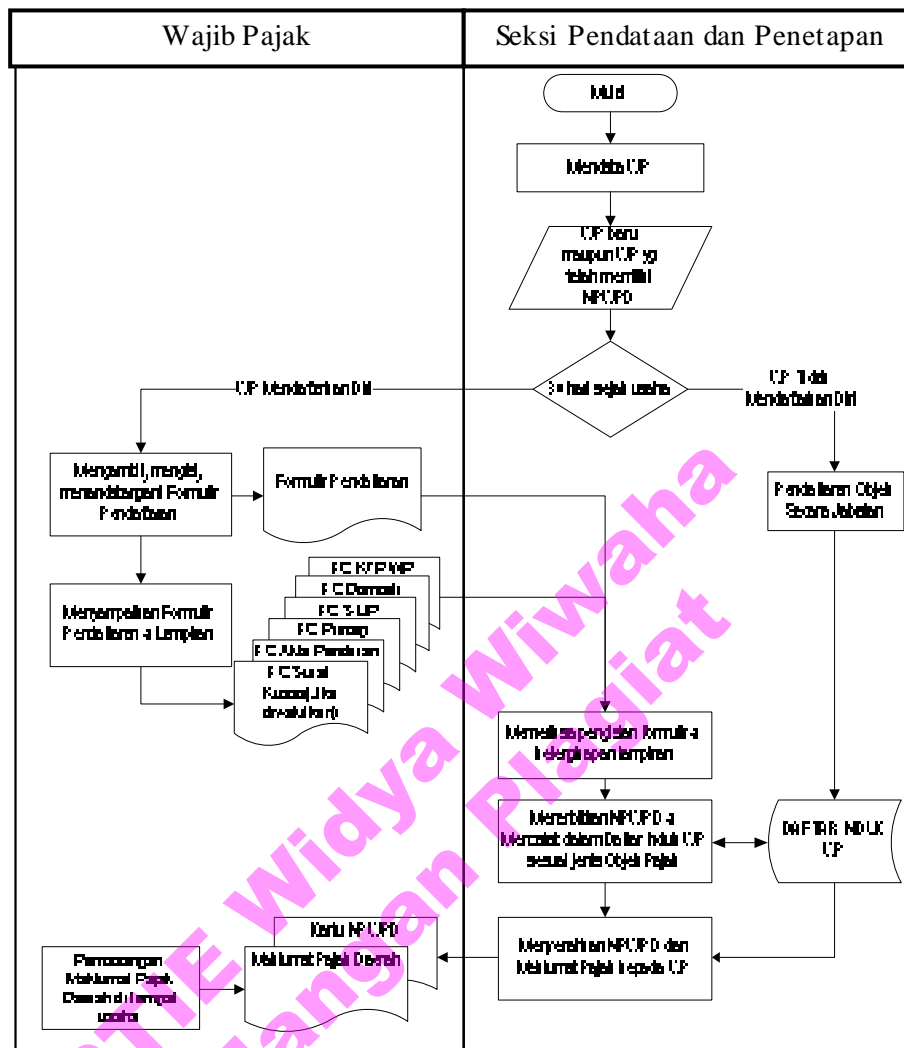 Wajib Pajak
Seksi Pendataan dan Penetapan
Mulai
Mendata WP
WP baru
maupun WP yg
telah memiliki
NPWPD
30 hari sejak usaha
WP Mendaftarkan Diri
WP Tidak
Mendaftarkan Diri
Mengambil, mengisi,
menandatangani Formulir
Pendaftaran
Formulir Pendaftaran
Pendaftaran Objek
Secara Jabatan
Menyampaikan Formulir
Pendaftaran & Lampiran
FC KTP WP
FC Domisili
FC SIUP
FC
FC Akta Pendirian
FC Surat
Kuasa(jika
diwakilkan)
Memeriksa pengisian formulir &
kelengkapan lampiran
Menerbitkan NPWPD &
Mencatat dalam Daftar Induk WP
sesuai jenis Objek Pajak
DAFTAR INDUK
WP
Kartu NPWPD
Maklumat Pajak Daerah
Menyerahkan NPWPD dan
Maklumat Pajak kepada WP
Pemasangan
Maklumat Pajak
Daerah di tempat
usaha
STIE Widya Wiwaha
Jangan Plagiat